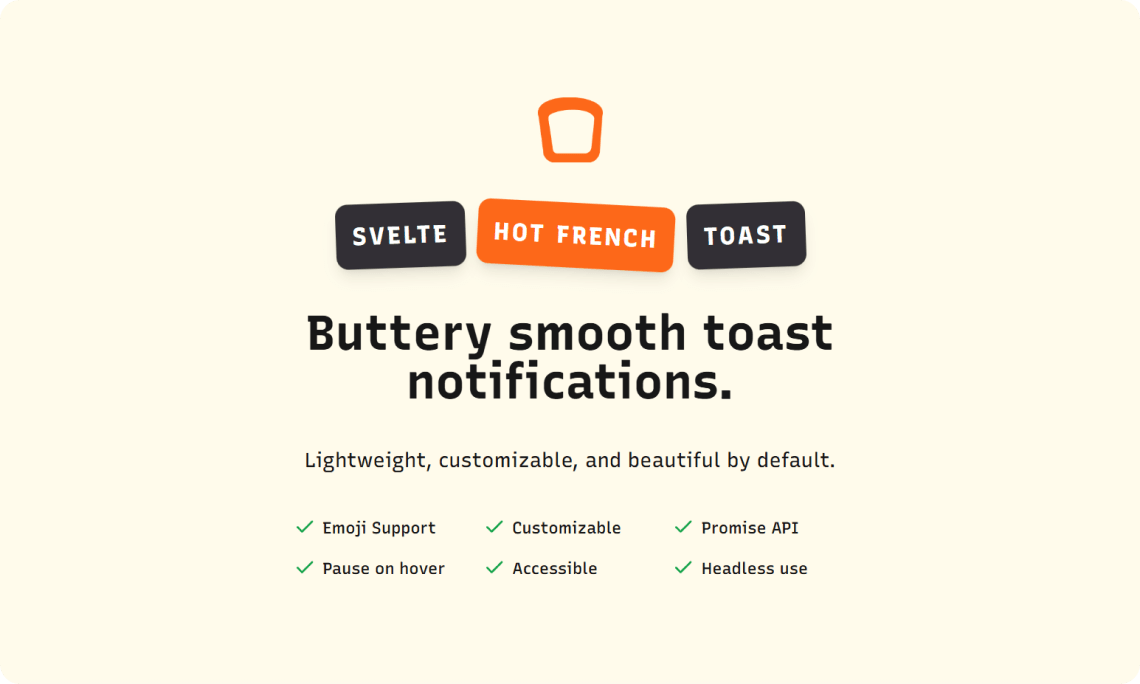 SVELTE HOT FRENCH TOAST
Buttery smooth toast
notifications.
Lightweight, customizable, and beautiful by default.
Emoji Support Customizable Promise API
Pause on hover Accessible Headless use